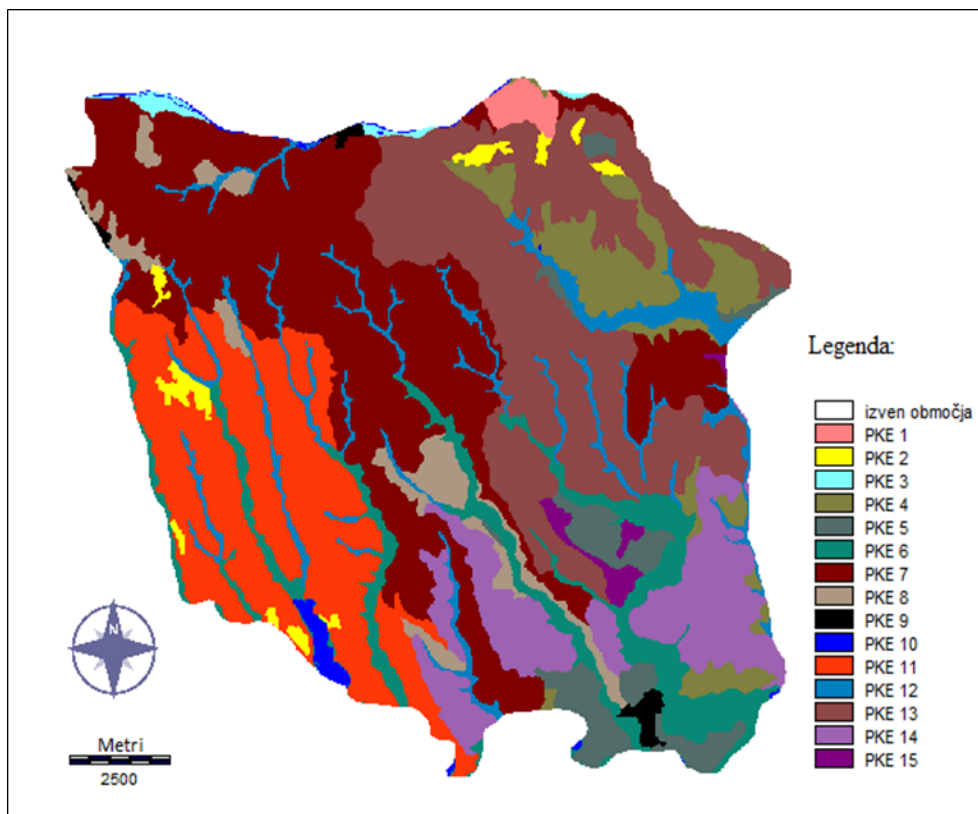 Legenda:
izven območja
PKE 1
PKE 2
PKE 3
PKE 4
PKE 5
PKE 6
PKE 7
PKE 8
PKE 9
PKE 10
PKE 11
PKE 12
PKE 13
PKE 14
PKE 15
N
Metri
2500